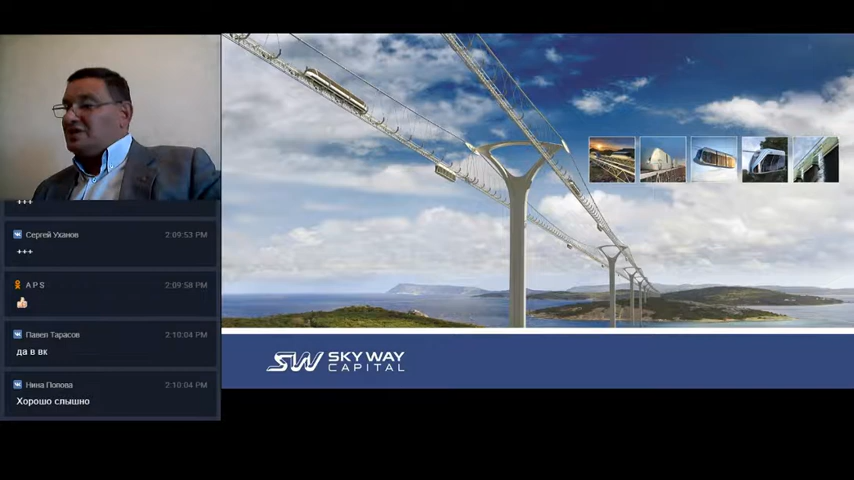 +++
Сергей Уханов
2:09:53 PM
+++
A P S
2:09:58 PM
Павел Тарасов
2:10:04 PM
да в вк
Нина Попова
2:10:04 PM
Хорошо слышно
SW SKY WAY
CAPITAL